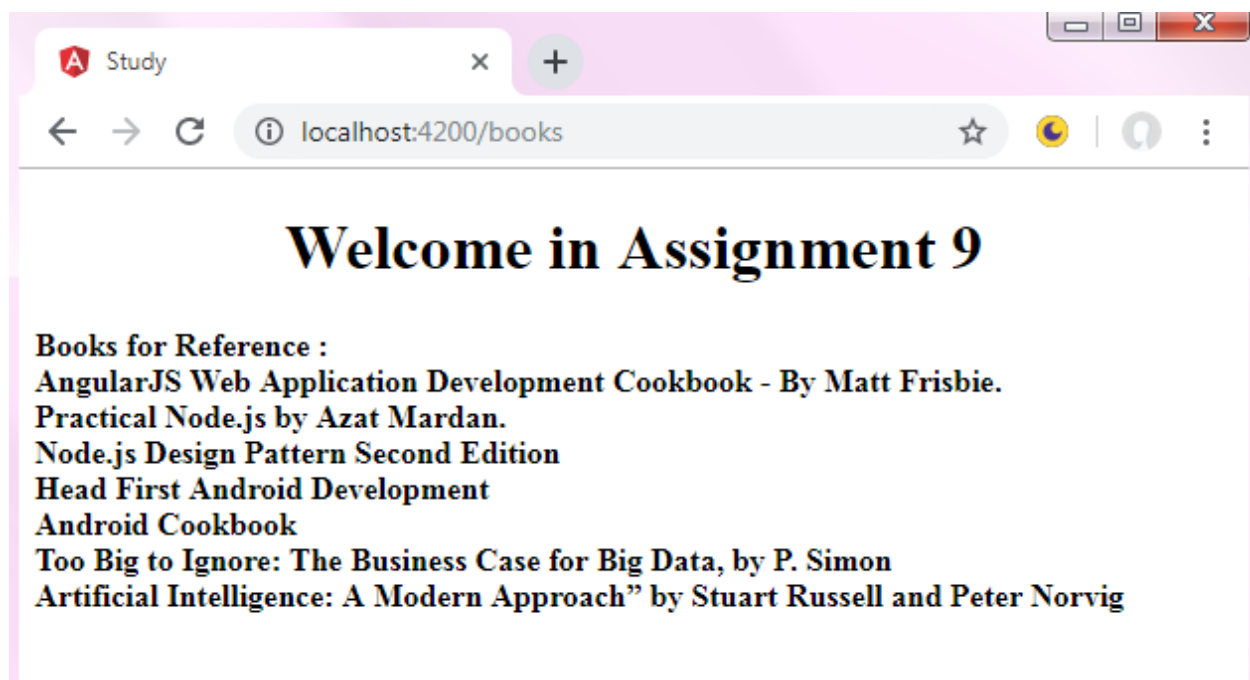 Study
localhost:4200/books
Welcome in Assignment 9
Books for Reference :
AngularJS Web Application Development Cookbook - By Matt Frisbie.
Practical Node.js by Azat Mardan.
Node.js Design Pattern Second Edition
Head First Android Development
Android Cookbook
Too Big to Ignore: The Business Case for Big Data, by P. Simon
Artificial Intelligence: A Modern Approach” by Stuart Russell and Peter Norvig